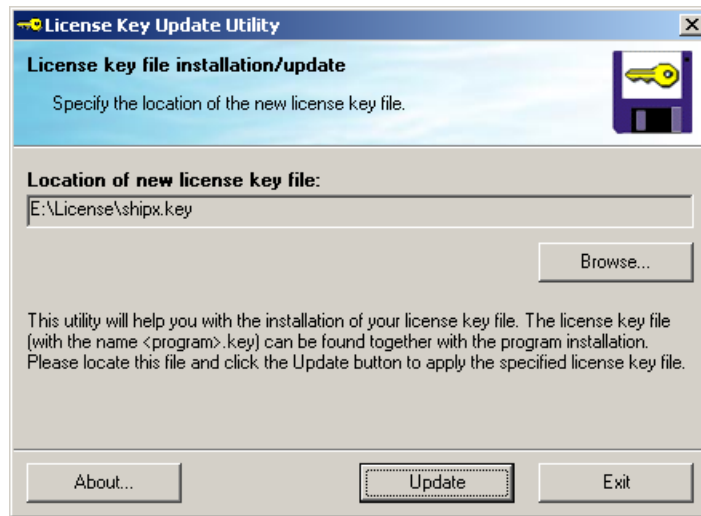 License Key Update Utility
License key file installation/update
Specify the location of the new license key file.
Location of new license key file:
E:\License\shipx.key
Browse...
This utility will help you with the installation of your license key file. The license key file
(with the name <program>.key) can be found together with the program installation.
Please locate this file and click the Update button to apply the specified license key file.
About...
Update
Exit